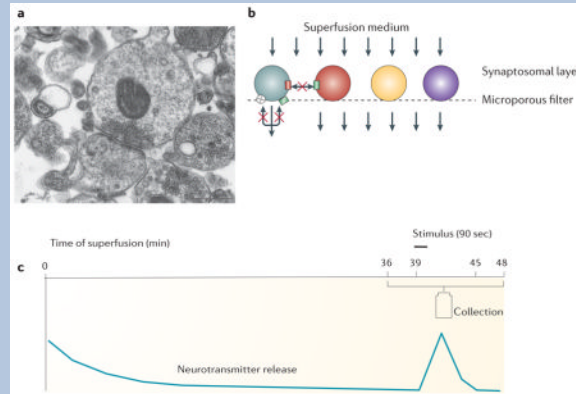 a
b
Superfusion medium
Synaptosomal layer
Microporous filter
Stimulus (90 sec)
Time of superfusion (min)
c
0
36
39
45
48
Collection
Neurotransmitter release